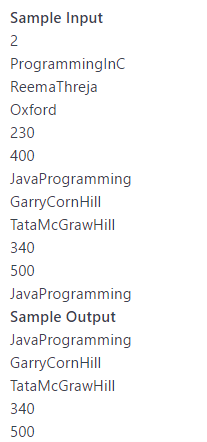 Sample Input
2
ProgrammingInC
ReemaThreja
Oxford
230
400
JavaProgramming
GarryCornHill
TataMcGrawHill
340
500
JavaProgramming
Sample Output
JavaProgramming
GarryCornHill
TataMcGrawHill
340
500